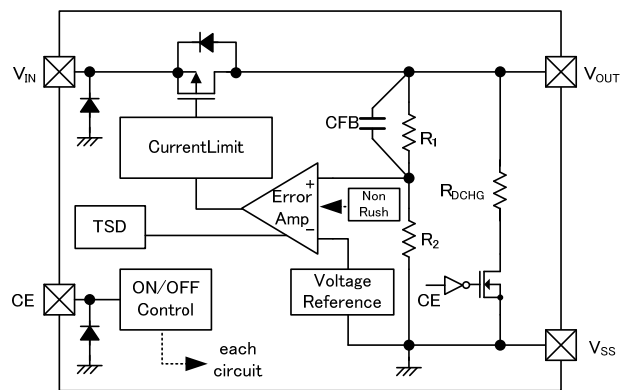 VIN
VOUT
CFB
R1
CurrentLimit
RDCHG
+
Error
Amp
−
Non
Rush
TSD
R2
CE
ON/OFF
Control
Voltage
Reference
CE
VSS
each
circuit